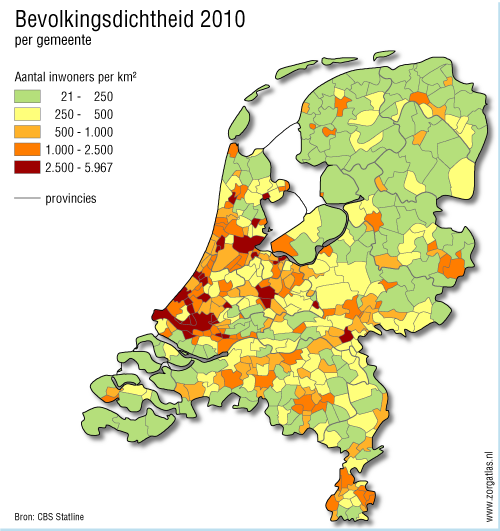 Bevolkingsdichtheid 2010
per gemeente
Aantal inwoners per km²
21 - 250
250 - 500
500 - 1.000
1.000 - 2.500
2.500 - 5.967
provincies
Bron: CBS Statline
www.zorgatlas.nl